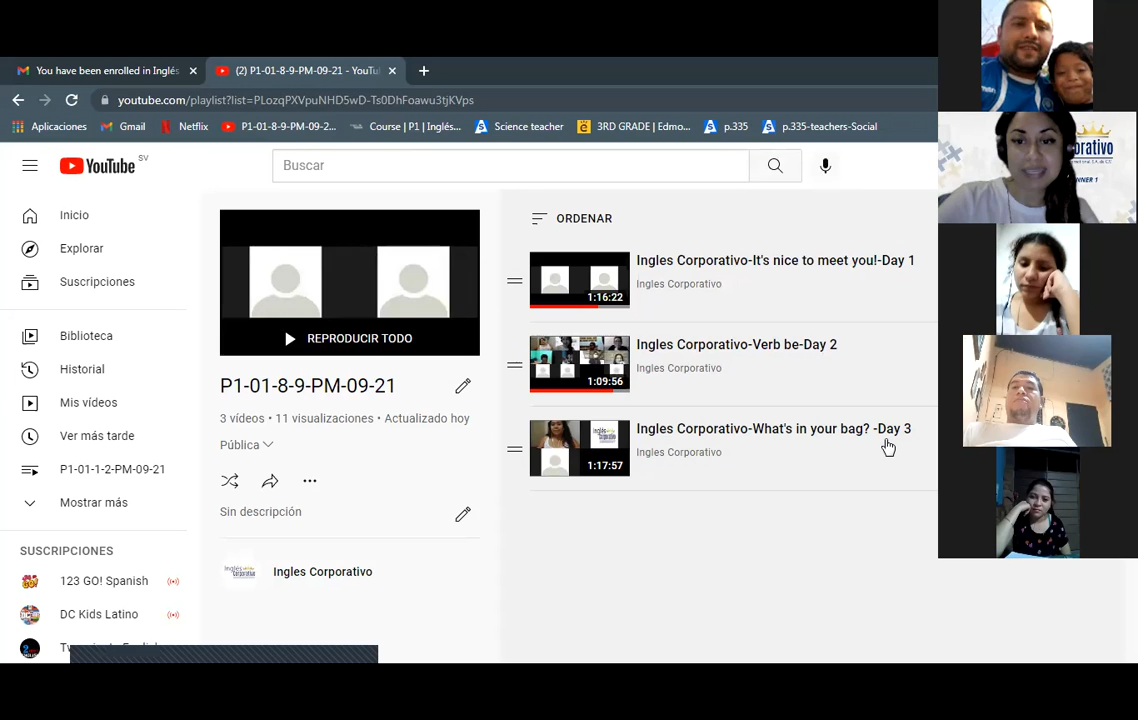 You have been enrolled in Inglés
(2) P1-01-8-9-PM-09-21 - YouTu
youtube.com/playlist?list=PLozqPXVpuNHD5wD-Ts0DhFoawu3tjKVps
Aplicaciones
Gmail
Netflix
P1-01-8-9-PM-09-2...
Course | P1 | Inglés...
Science teacher
3RD GRADE | Edmo...
p.335
p.335-teachers-Social
YouTube
SV
Buscar
Inicio
Explorar
Suscripciones
Biblioteca
Historial
Mis vídeos
Ver más tarde
P1-01-1-2-PM-09-21
Mostrar más
SUSCRIPCIONES
123 GO! Spanish
DC Kids Latino
REPRODUCIR TODO
P1-01-8-9-PM-09-21
3 vídeos • 11 visualizaciones • Actualizado hoy
Pública
Sin descripción
Ingles Corporativo
ORDENAR
Ingles Corporativo-It's nice to meet you!-Day 1
Ingles Corporativo
1:16:22
Ingles Corporativo-Verb be-Day 2
Ingles Corporativo
1:09:56
Ingles Corporativo-What's in your bag? -Day 3
Ingles Corporativo
1:17:57
orativo
NNER 1